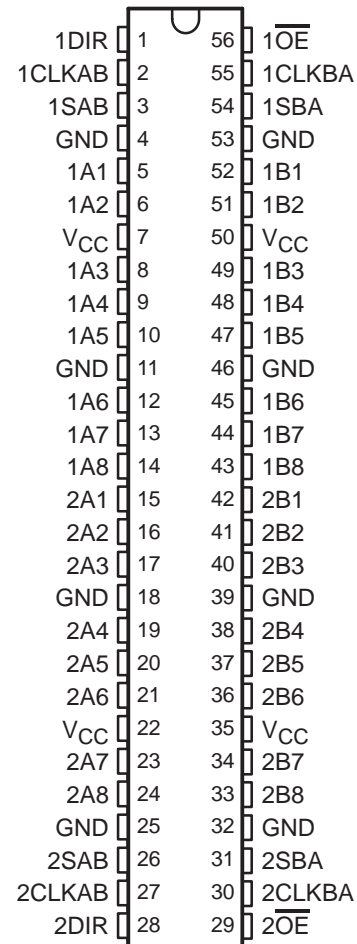 1DIR 1 56 1O̅E̅
1CLKAB 2 55 1CLKBA
1SAB 3 54 1SBA
GND 4 53 GND
1A1 5 52 1B1
1A2 6 51 1B2
VCC 7 50 VCC
1A3 8 49 1B3
1A4 9 48 1B4
1A5 10 47 1B5
GND 11 46 GND
1A6 12 45 1B6
1A7 13 44 1B7
1A8 14 43 1B8
2A1 15 42 2B1
2A2 16 41 2B2
2A3 17 40 2B3
GND 18 39 GND
2A4 19 38 2B4
2A5 20 37 2B5
2A6 21 36 2B6
VCC 22 35 VCC
2A7 23 34 2B7
2A8 24 33 2B8
GND 25 32 GND
2SAB 26 31 2SBA
2CLKAB 27 30 2CLKBA
2DIR 28 29 2O̅E̅